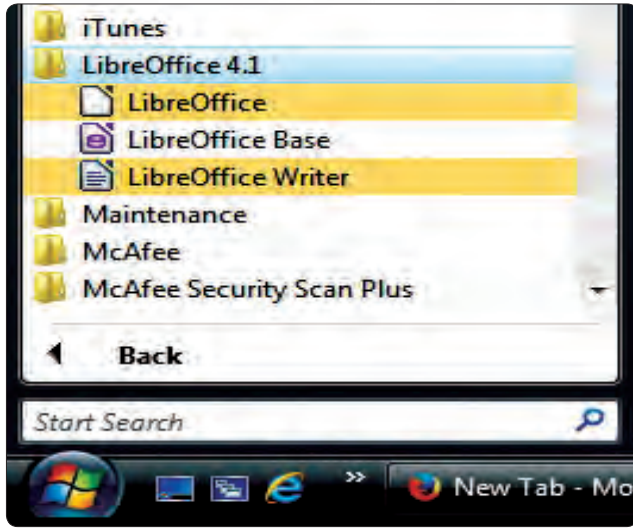 iTunes
LibreOffice 4.1
LibreOffice
LibreOffice Base
LibreOffice Writer
Maintenance
McAfee
McAfee Security Scan Plus
Back
Start Search
New Tab - Mo